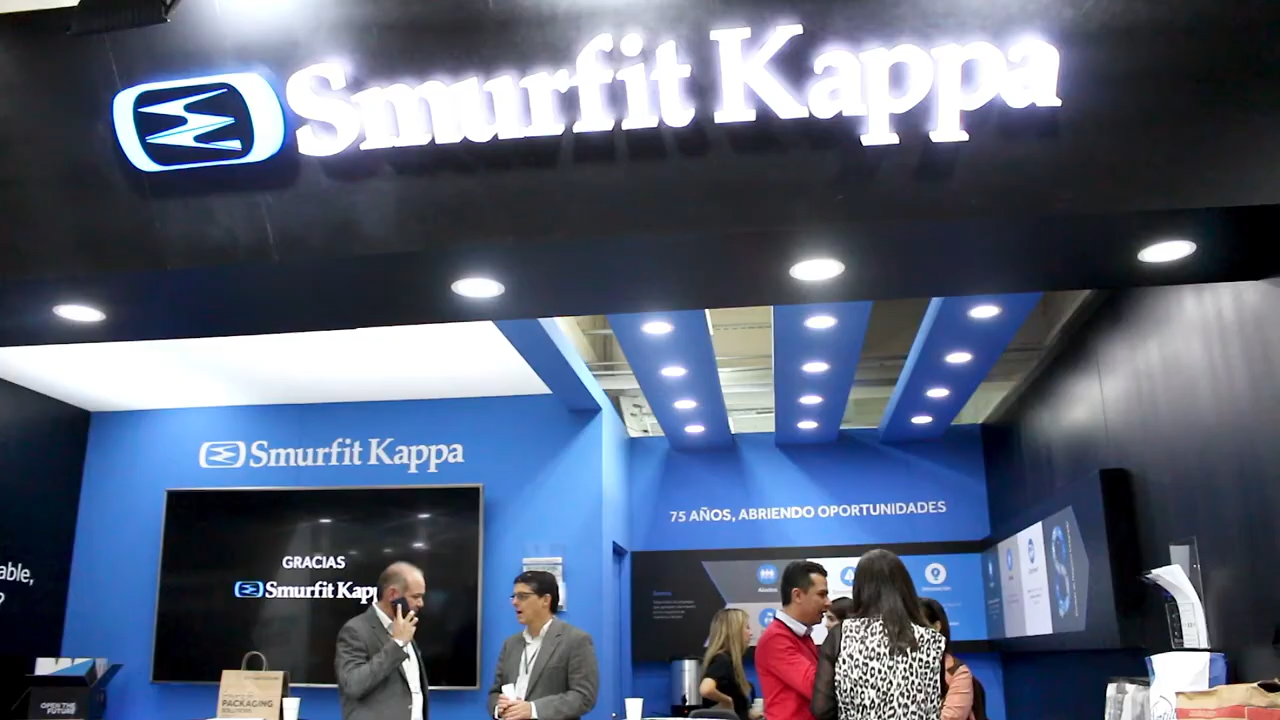 Smurfit Kappa
Smurfit Kappa
75 AÑOS, ABRIENDO OPORTUNIDADES
GRACIAS
Smurfit Kapp
able,
?
PACKAGING
OPEN THE
FUTURE